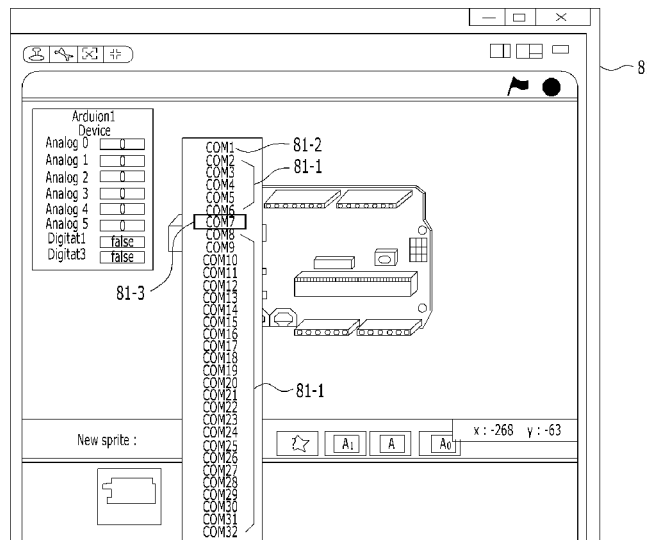 8
Arduion1
Device
Analog 0 0
Analog 1 0
Analog 2 0
Analog 3 0
Analog 4 0
Analog 5 0
Digitat1 false
Digitat3 false
COM1
COM2
COM3
COM4
COM5
COM6
COM7
COM8
COM9
COM10
COM11
COM12
COM13
COM14
COM15
COM16
COM17
COM18
COM19
COM20
COM21
COM22
COM23
COM24
COM25
COM26
COM27
COM28
COM29
COM30
COM31
COM32
81-2
81-1
81-3
81-1
New sprite :
?
A1
A
A0
x : -268 y : -63